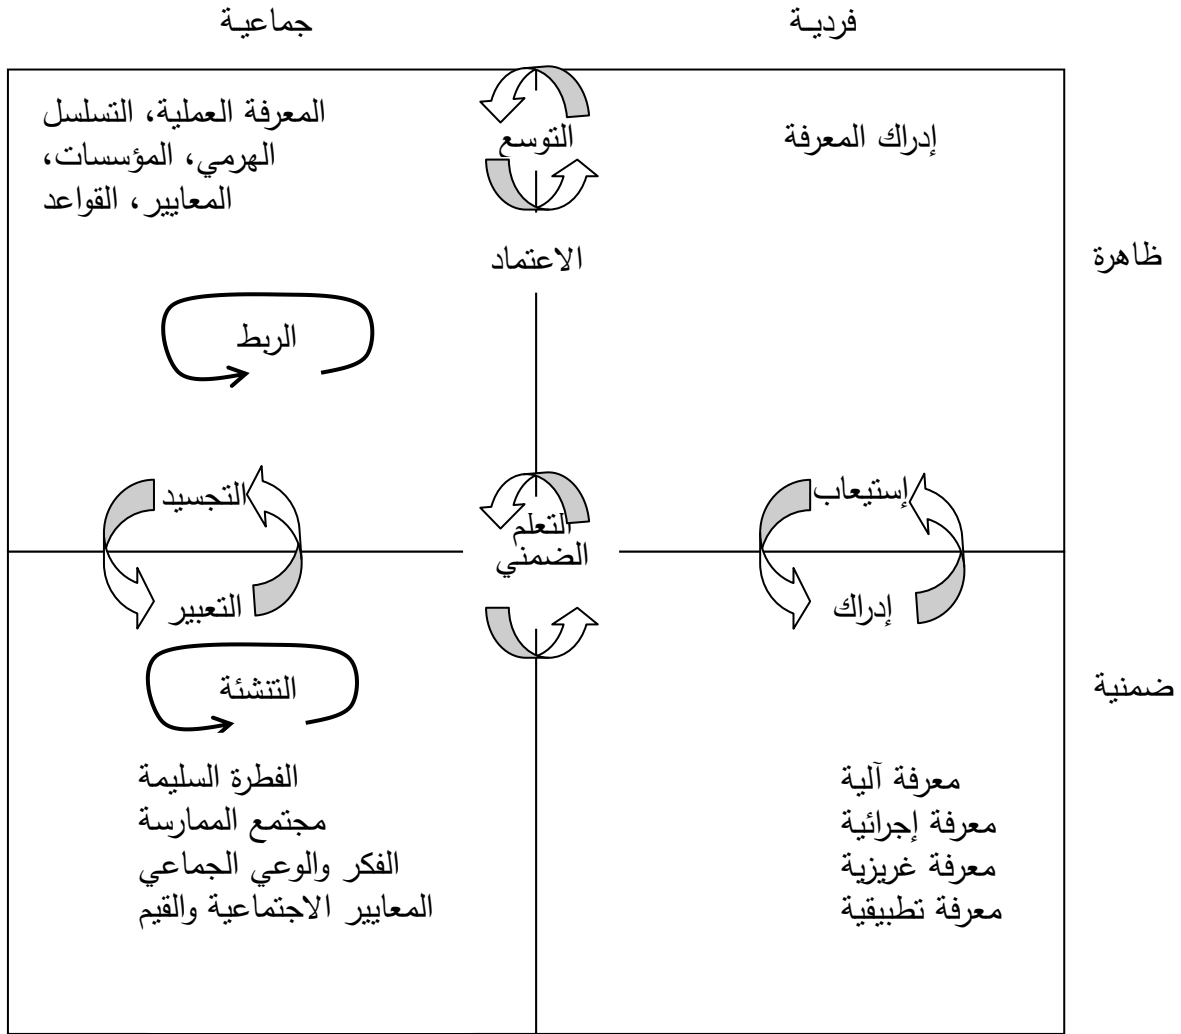 فرديـة
جماعيـة
إدراك المعرفة
التوسع
المعرفة العملية، التسلسل
الهرمي، المؤسسات،
المعايير، القواعد
ظاهرة
الاعتماد
الربط
إستيعاب
التعلم
الضمني
التجسيد
إدراك
التعبير
ضمنية
التنشئة
معرفة آلية
معرفة إجرائية
معرفة غريزية
معرفة تطبيقية
الفطرة السليمة
مجتمع الممارسة
الفكر والوعي الجماعي
المعايير الاجتماعية والقيم